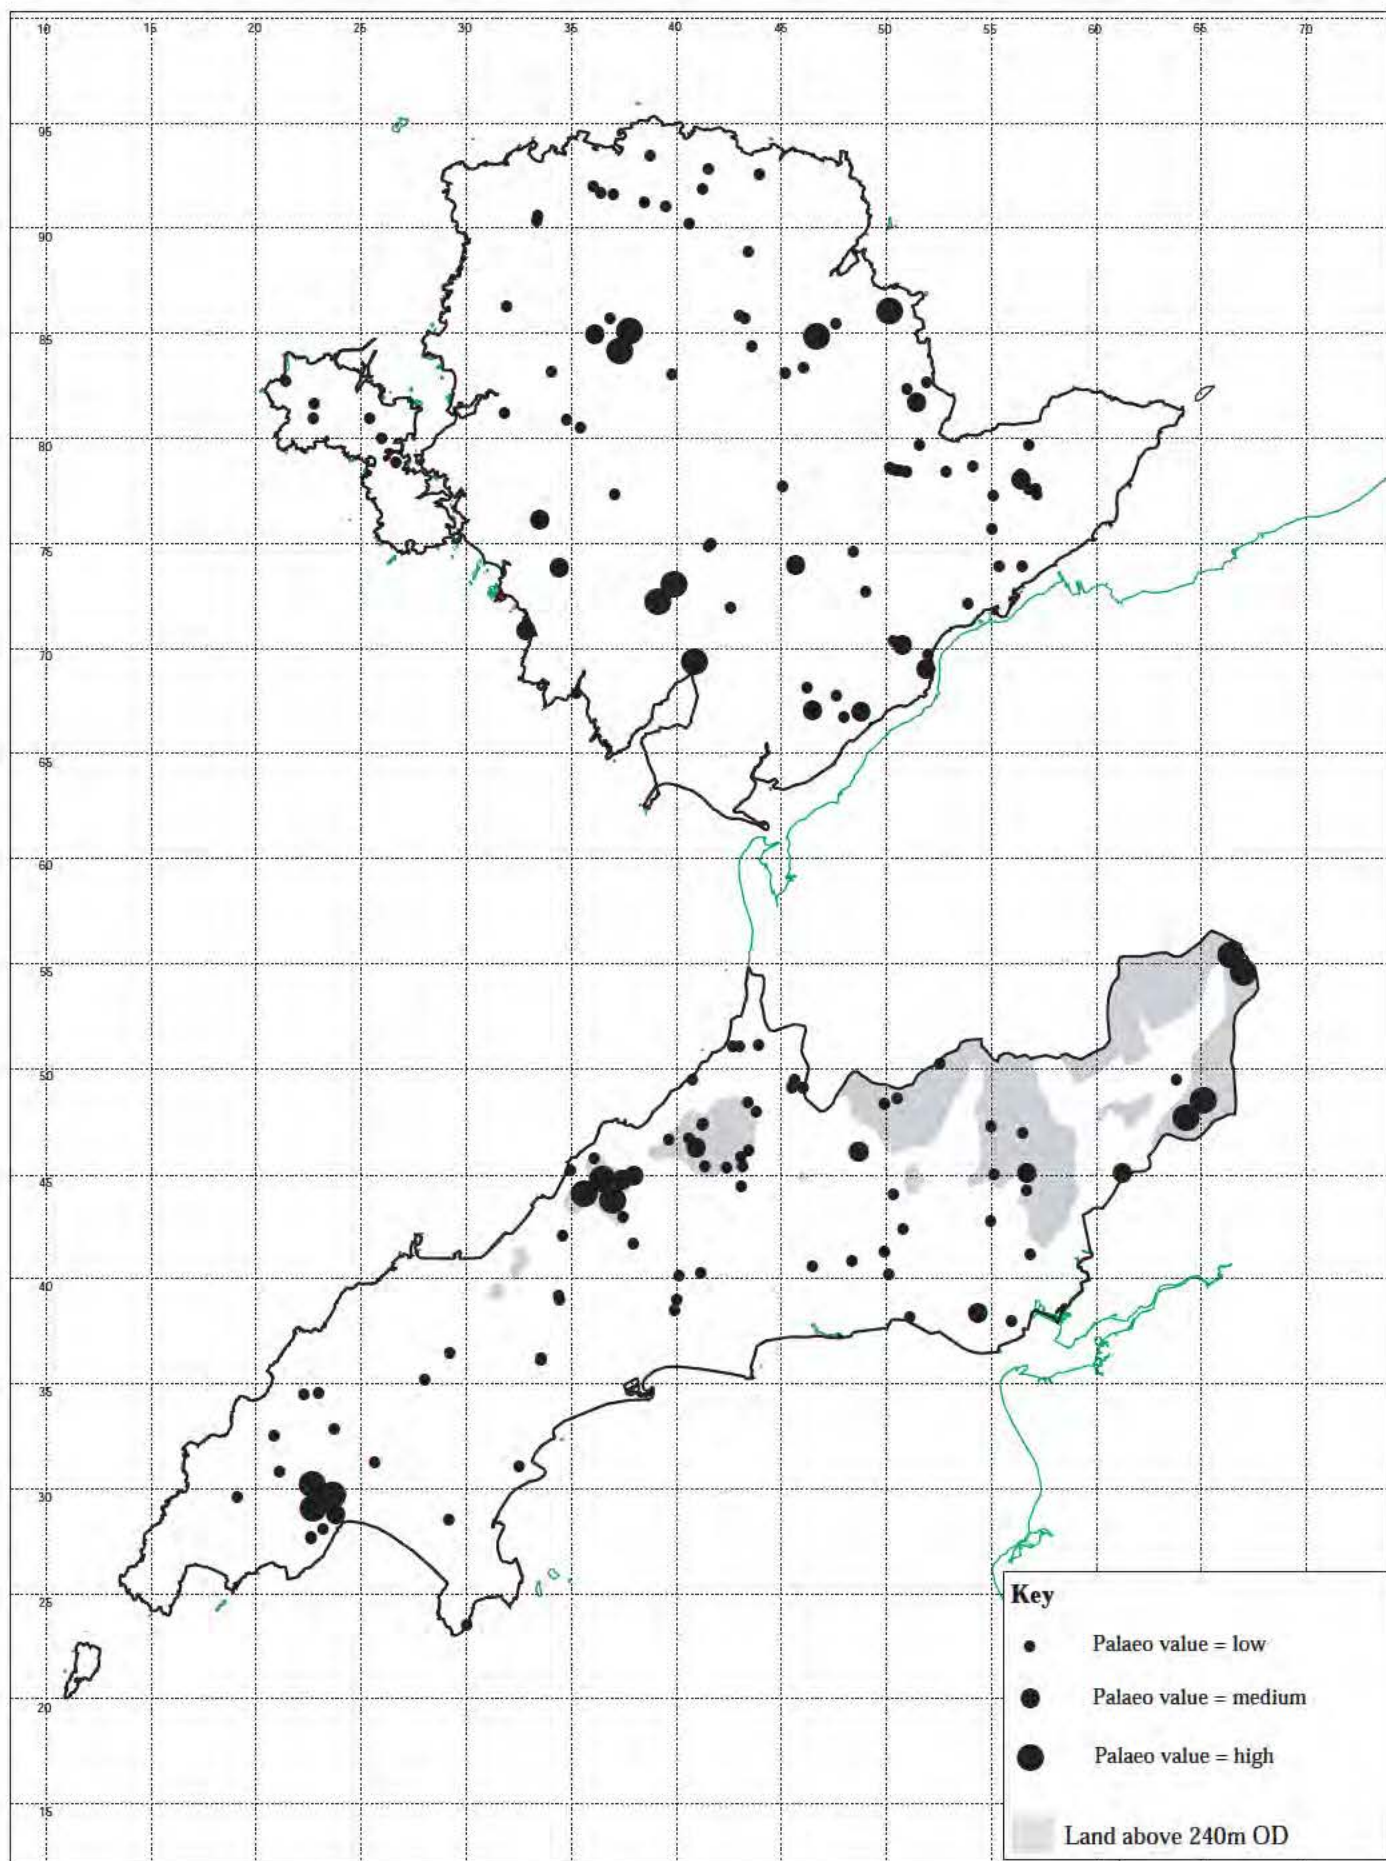 10 15 20 25 30 35 40 45 50 55 60 65 70
95
90
85
80
75
70
65
60
55
50
45
40
35
30
25
20
15
Key
Palaeo value = low
Palaeo value = medium
Palaeo value = high
Land above 240m OD